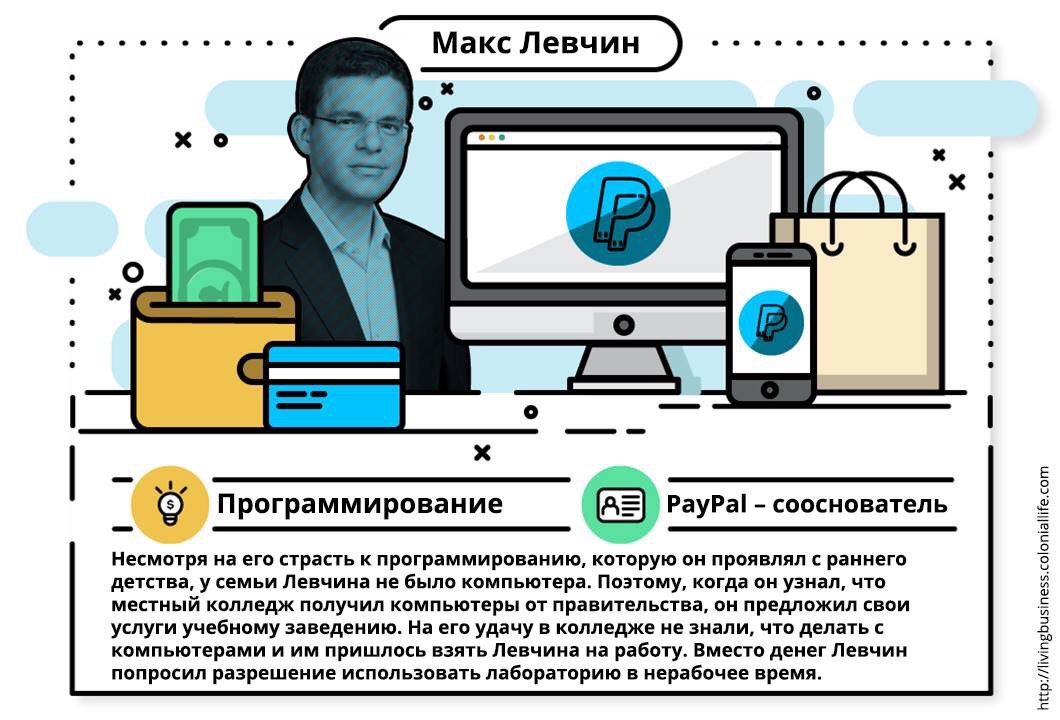 Макс Левчин
$
Программирование
PayPal – сооснователь
Несмотря на его страсть к программированию, которую он проявлял с раннего
детства, у семьи Левчина не было компьютера. Поэтому, когда он узнал, что
местный колледж получил компьютеры от правительства, он предложил свои
услуги учебному заведению. На его удачу в колледже не знали, что делать с
компьютерами и им пришлось взять Левчина на работу. Вместо денег Левчин
попросил разрешение использовать лабораторию в нерабочее время.
http://livingbusiness.coloniallife.com